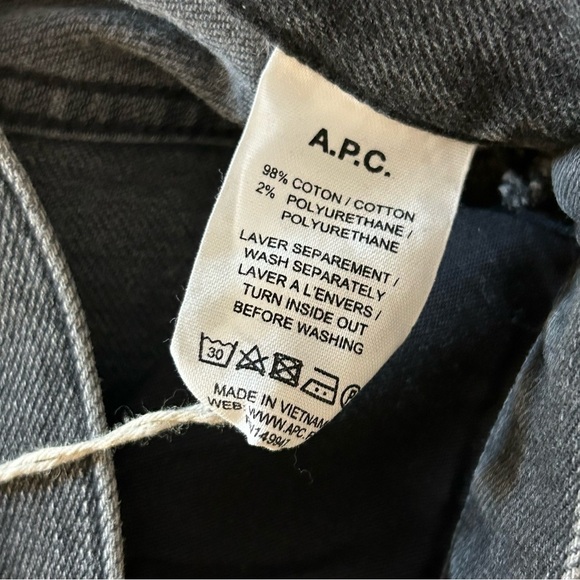 A.P.C.
98% COTON / COTTON
2% POLYURETHANE /
POLYURETHANE
LAVER SEPAREMENT /
WASH SEPARATELY
LAVER A L'ENVERS /
TURN INSIDE OUT
BEFORE WASHING
30 P
MADE IN VIETNAM
WEB: WWW.APC.F